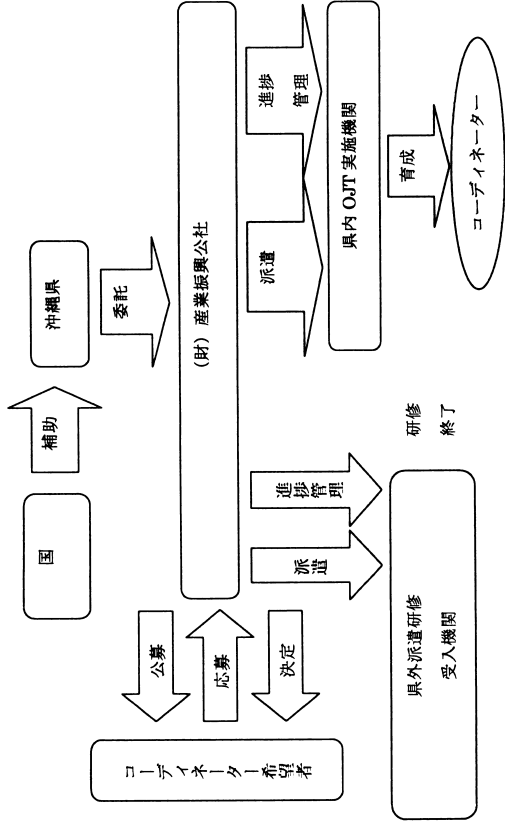 国
補助
沖縄県
委託
（財）産業振興公社
公募
応募
決定
コーディネーター希望者
派遣
進捗管理
派遣
進捗
管理
県外派遣研修
受入機関
研修
終了
県内 OJT 実施機関
育成
コーディネーター